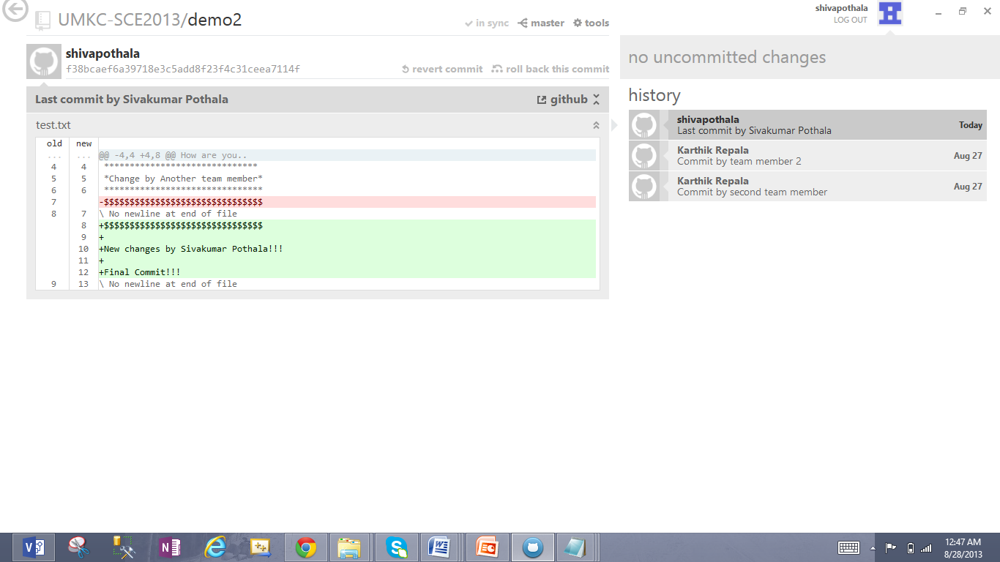 UMKC-SCE2013/demo2
in sync master tools
shivapothala
LOG OUT
shivapothala
f38bcaef6a39718e3c5add8f23f4c31ceea7114f
revert commit roll back this commit
Last commit by Sivakumar Pothala github
test.txt
old new
... ... @@ -4,4 +4,8 @@ How are you..
4 4 ******************************
5 5 *Change by Another team member*
6 6 *******************************
7 -$$$$$$$$$$$$$$$$$$$$$$$$$$$$$$$
8 7 \ No newline at end of file
8 +$$$$$$$$$$$$$$$$$$$$$$$$$$$$$$$
9 +
10 +New changes by Sivakumar Pothala!!!
11 +
12 +Final Commit!!!
9 13 \ No newline at end of file
no uncommitted changes
history
shivapothala
Last commit by Sivakumar Pothala Today
Karthik Repala
Commit by team member 2 Aug 27
Karthik Repala
Commit by second team member Aug 27
12:47 AM
8/28/2013